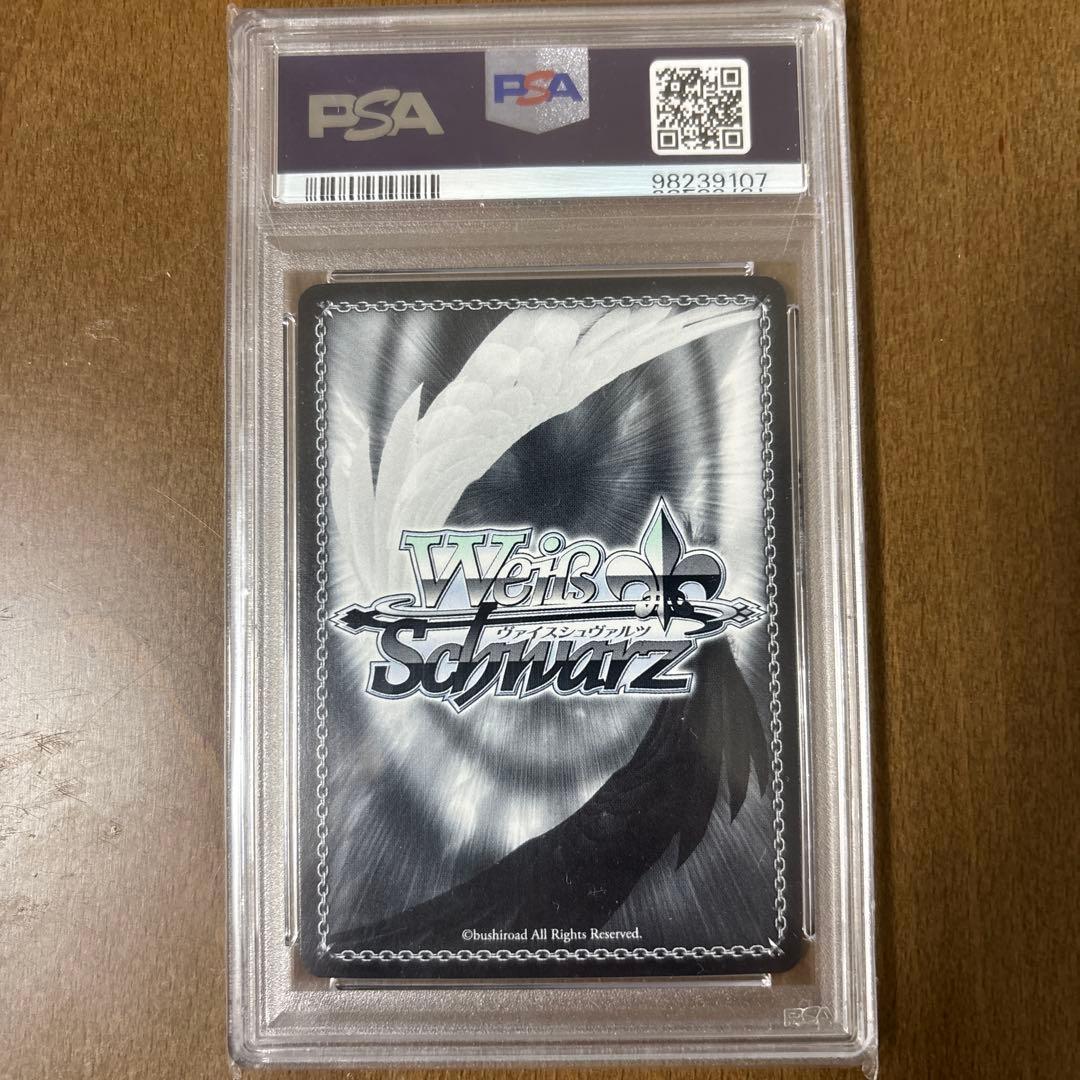 PSA
PSA
98239107
Weiß
ヴァイスシュヴァルツ
Schwarz
©bushiroad All Rights Reserved.
PSA